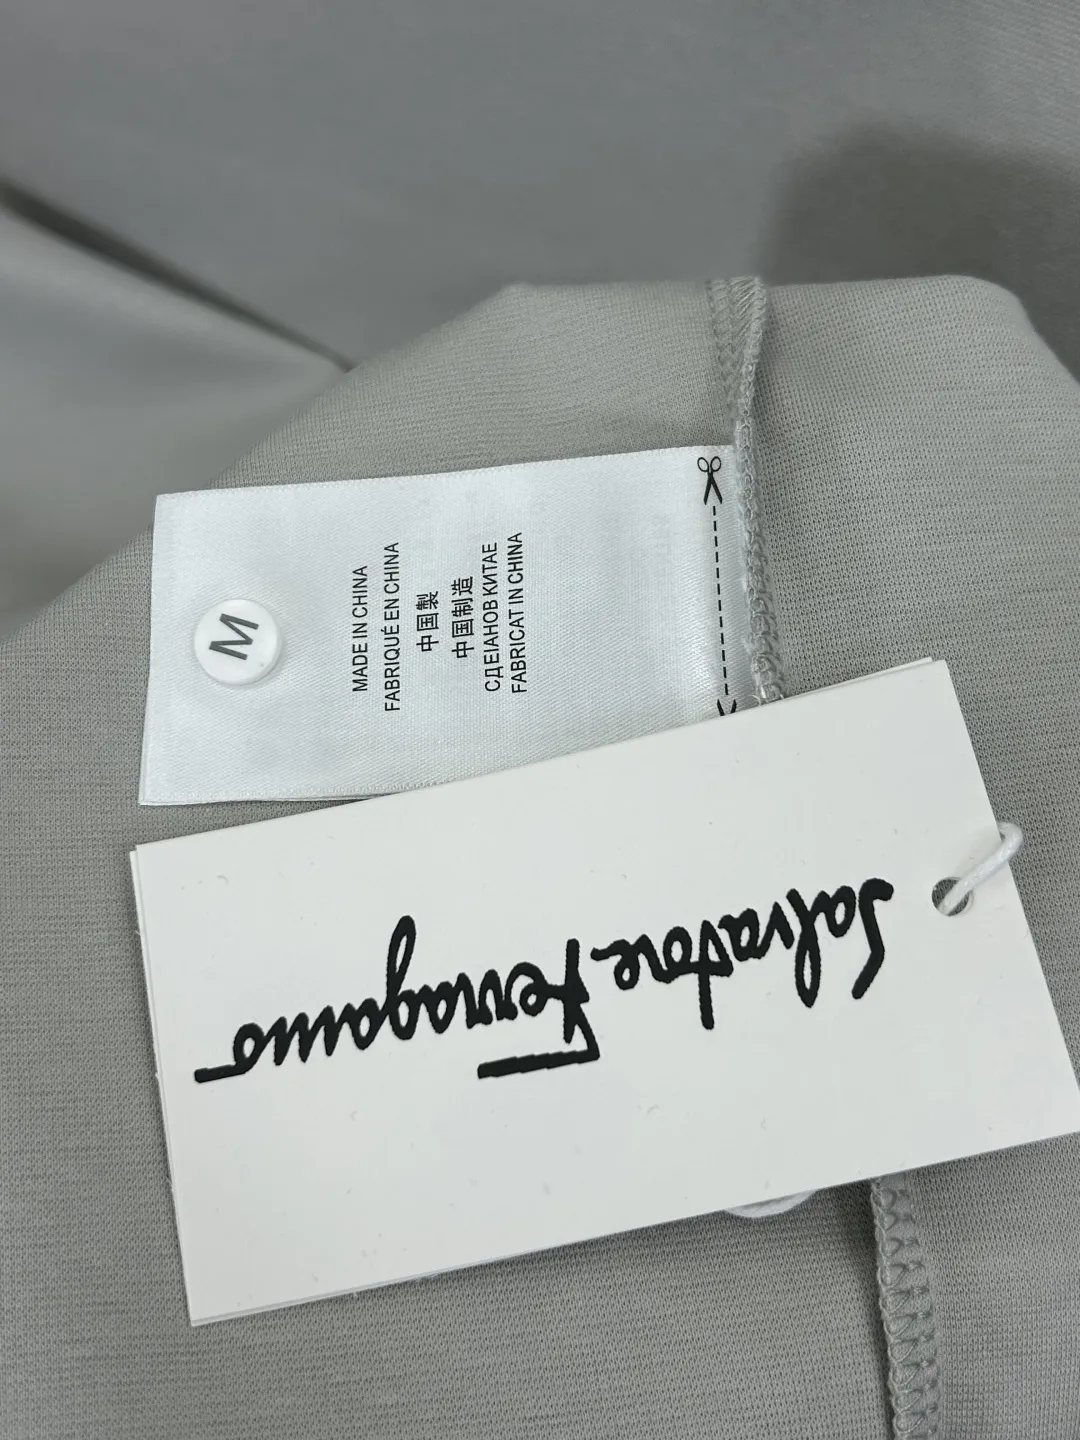 M
MADE IN CHINA
FABRIQUÉ EN CHINA
中国製
中国制造
СДЕІАНОВ КИТАЕ
FABRICAT IN CHINA
Salvatore Ferragamo